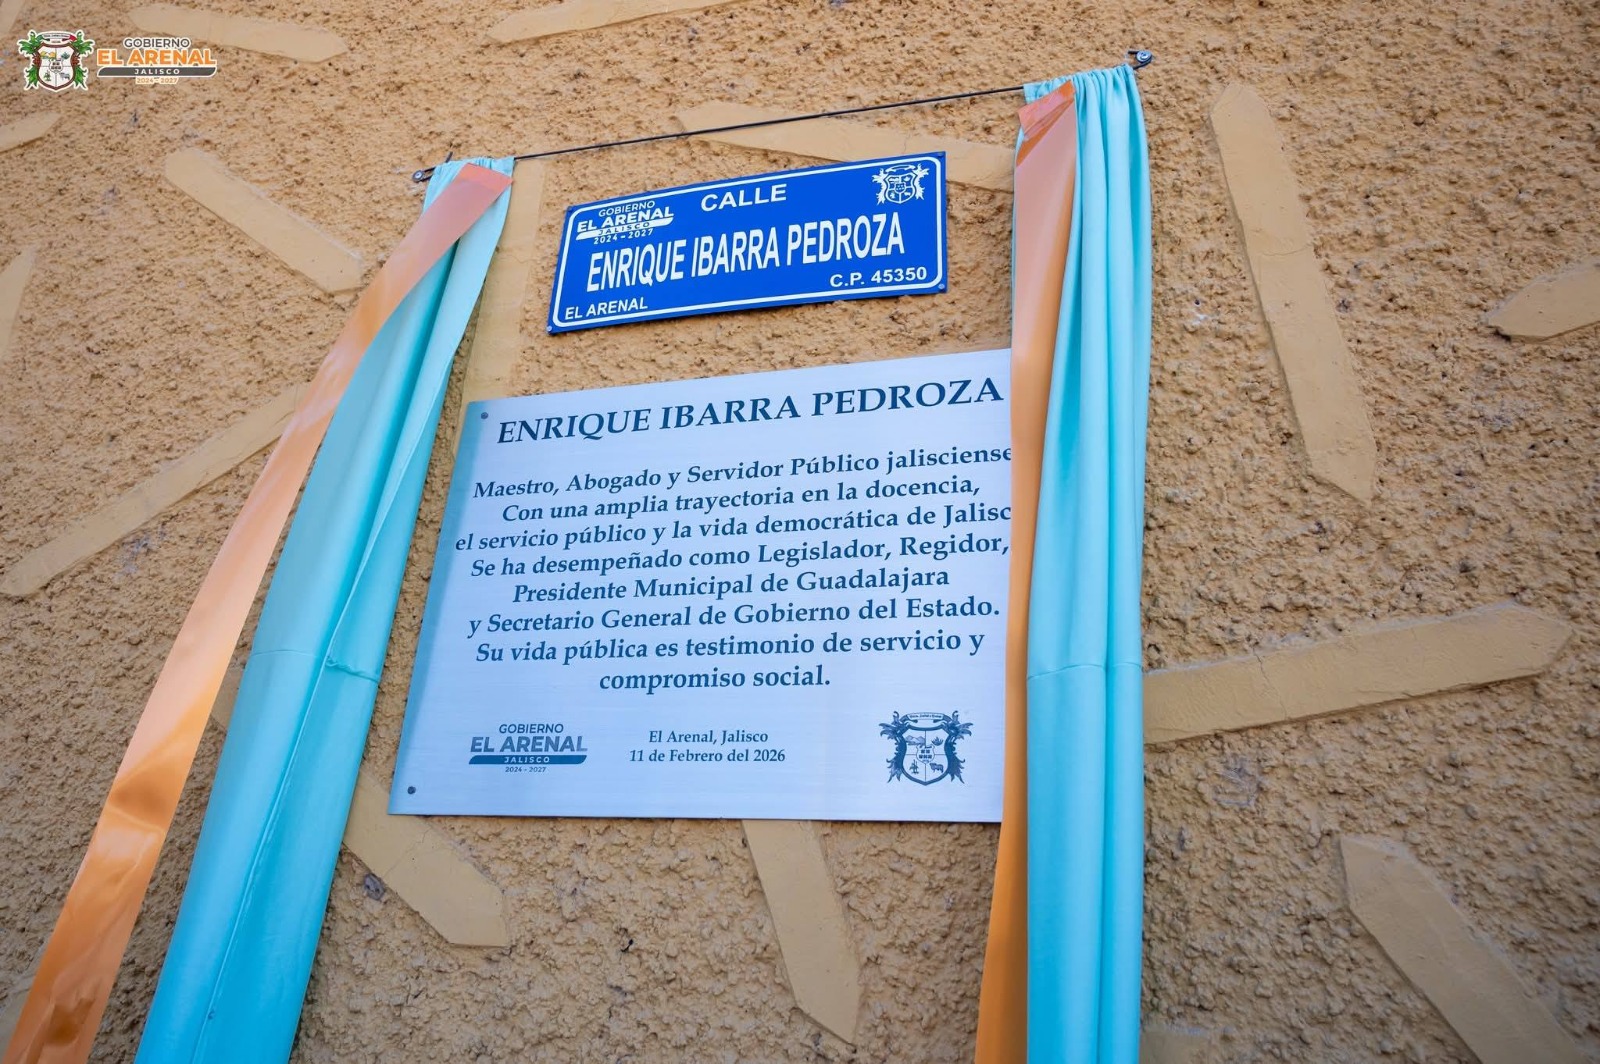 GOBIERNO
EL ARENAL
JALISCO
2024-2027
CALLE
GOBIERNO
EL ARENAL
JALISCO
2024-2027
ENRIQUE IBARRA PEDROZA
C.P. 45350
EL ARENAL
ENRIQUE IBARRA PEDROZA
Maestro, Abogado y Servidor Público jalisciense
Con una amplia trayectoria en la docencia,
el servicio público y la vida democrática de Jalisc
Se ha desempeñado como Legislador, Regidor,
Presidente Municipal de Guadalajara
y Secretario General de Gobierno del Estado.
Su vida pública es testimonio de servicio y
compromiso social.
GOBIERNO
EL ARENAL
JALISCO
2024-2027
El Arenal, Jalisco
11 de Febrero del 2026